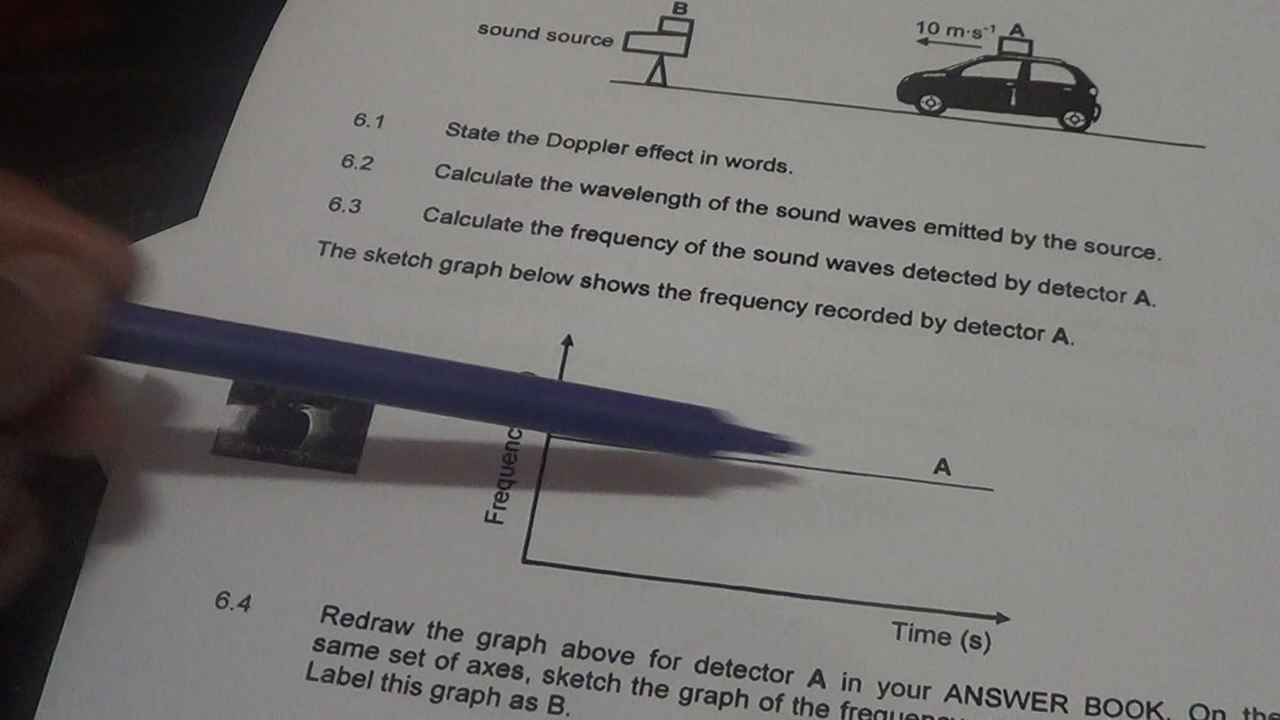 B
sound source
10 m·s⁻¹ A
6.1 State the Doppler effect in words.
6.2 Calculate the wavelength of the sound waves emitted by the source.
6.3 Calculate the frequency of the sound waves detected by detector A.
The sketch graph below shows the frequency recorded by detector A.
A
Time (s)
6.4 Redraw the graph above for detector A in your ANSWER BOOK. On the
same set of axes, sketch the graph of the
Label this graph as B.